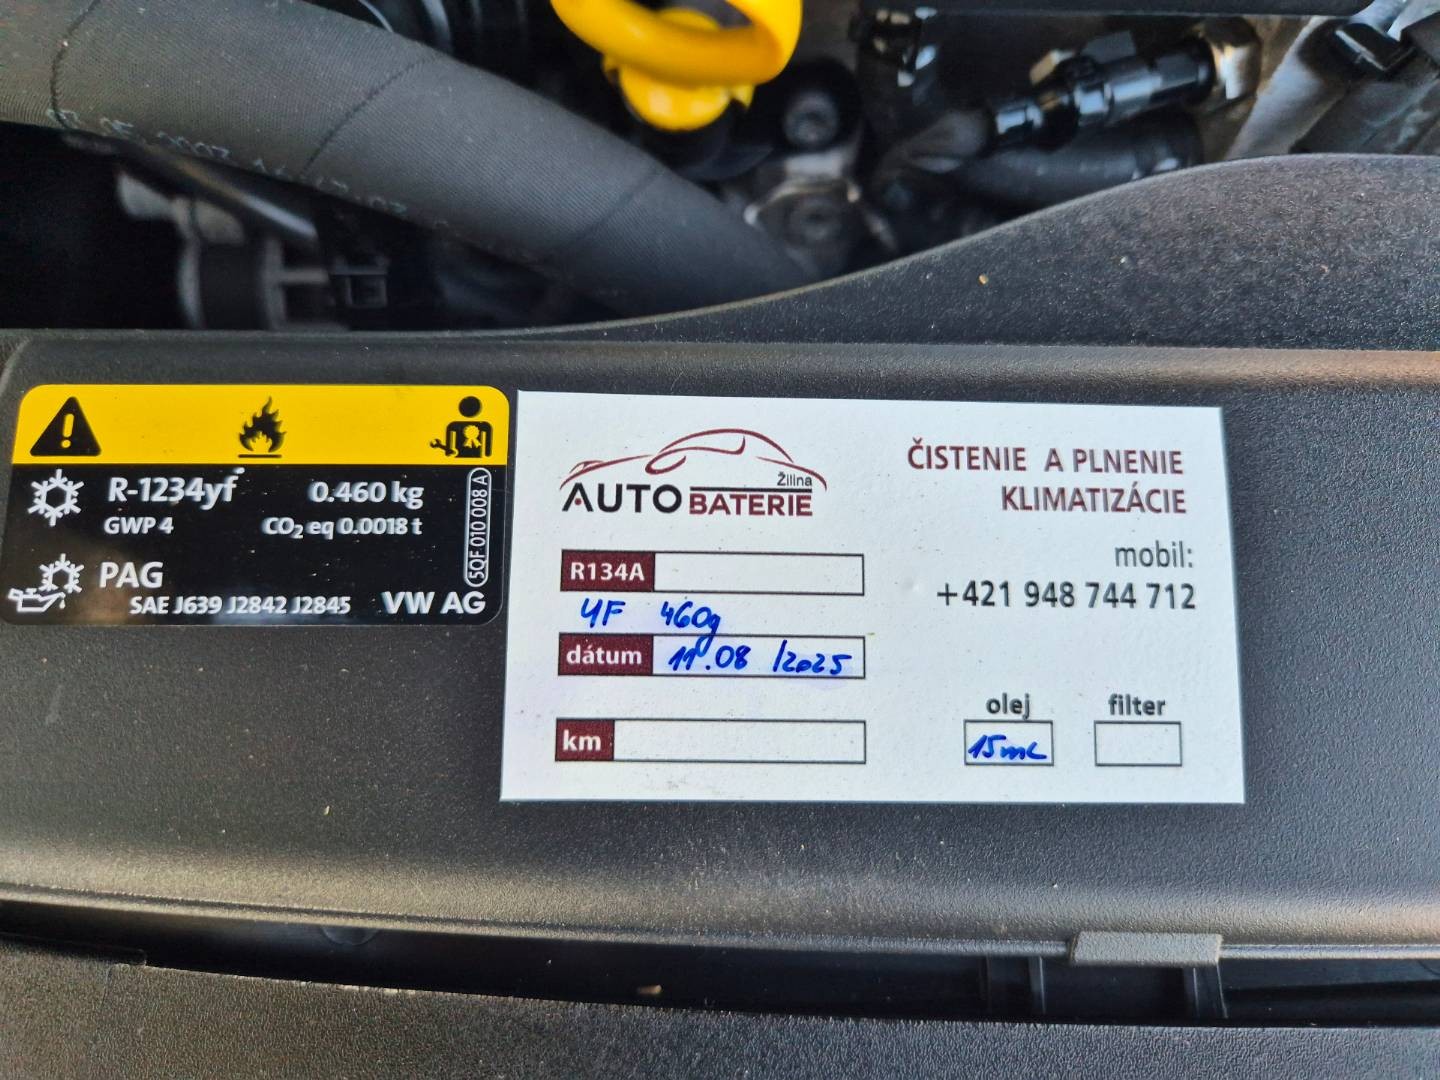 R-1234yf 0.460 kg
GWP 4 CO₂ eq 0.0018 t
PAG
SAE J639 J2842 J2845 VW AG
5QF 010 008 A
Žilina
AUTO BATERIE
ČISTENIE A PLNENIE
KLIMATIZÁCIE
mobil:
+421 948 744 712
R134A
YF 460g
dátum 11.08 /2025
km
olej filter
15mL